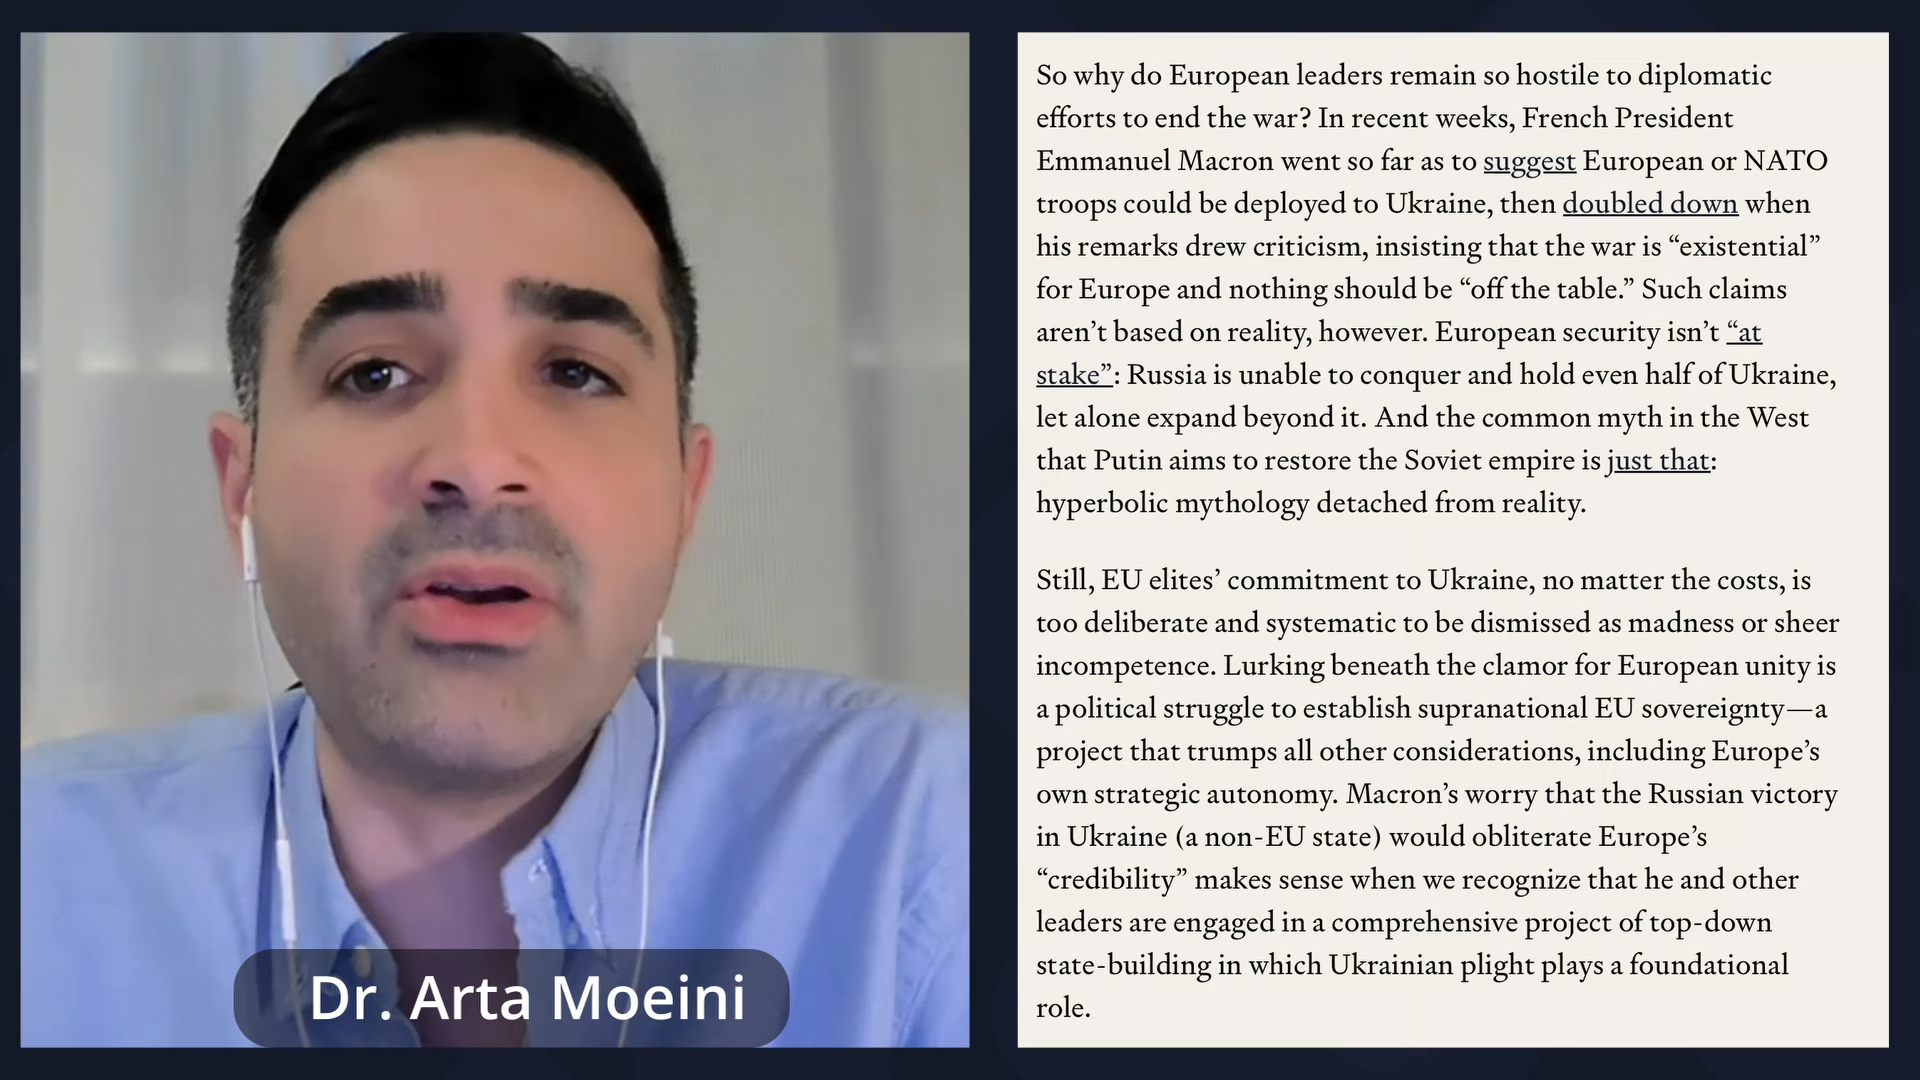 So why do European leaders remain so hostile to diplomatic
efforts to end the war? In recent weeks, French President
Emmanuel Macron went so far as to suggest European or NATO
troops could be deployed to Ukraine, then doubled down when
his remarks drew criticism, insisting that the war is “existential”
for Europe and nothing should be “off the table.” Such claims
aren’t based on reality, however. European security isn’t “at
stake”: Russia is unable to conquer and hold even half of Ukraine,
let alone expand beyond it. And the common myth in the West
that Putin aims to restore the Soviet empire is just that:
hyperbolic mythology detached from reality.
Still, EU elites’ commitment to Ukraine, no matter the costs, is
too deliberate and systematic to be dismissed as madness or sheer
incompetence. Lurking beneath the clamor for European unity is
a political struggle to establish supranational EU sovereignty—a
project that trumps all other considerations, including Europe’s
own strategic autonomy. Macron’s worry that the Russian victory
in Ukraine (a non-EU state) would obliterate Europe’s
“credibility” makes sense when we recognize that he and other
leaders are engaged in a comprehensive project of top-down
state-building in which Ukrainian plight plays a foundational
role.
Dr. Arta Moeini